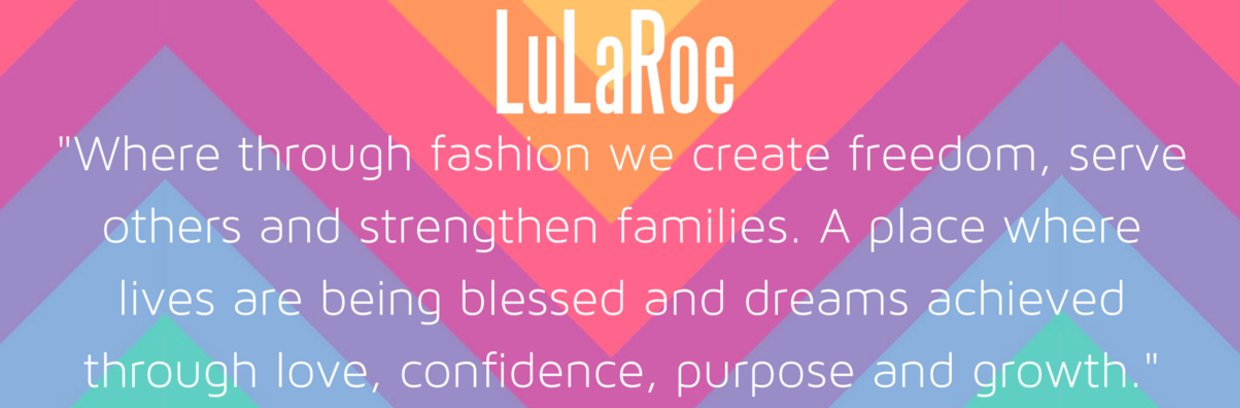 LuLaRoe
"Where through fashion we create freedom, serve
others and strengthen families. A place where
lives are being blessed and dreams achieved
through love, confidence, purpose and growth."